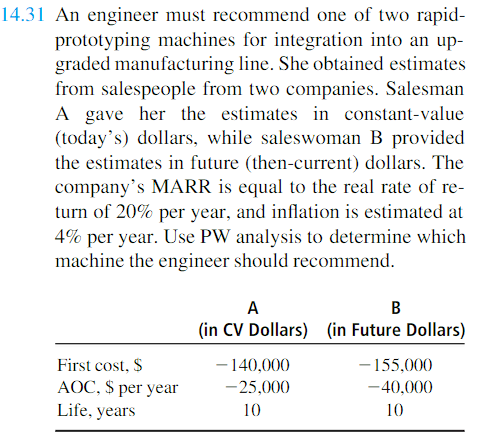 14.31 An engineer must recommend one of two rapid-
prototyping machines for integration into an up-
graded manufacturing line. She obtained estimates
from salespeople from two companies. Salesman
A gave her the estimates in constant-value
(today's) dollars, while saleswoman B provided
the estimates in future (then-current) dollars. The
company's MARR is equal to the real rate of re-
turn of 20% per year, and inflation is estimated at
4% per year. Use PW analysis to determine which
machine the engineer should recommend.
A B
(in CV Dollars) (in Future Dollars)
First cost, $ −140,000 −155,000
AOC, $ per year −25,000 −40,000
Life, years 10 10